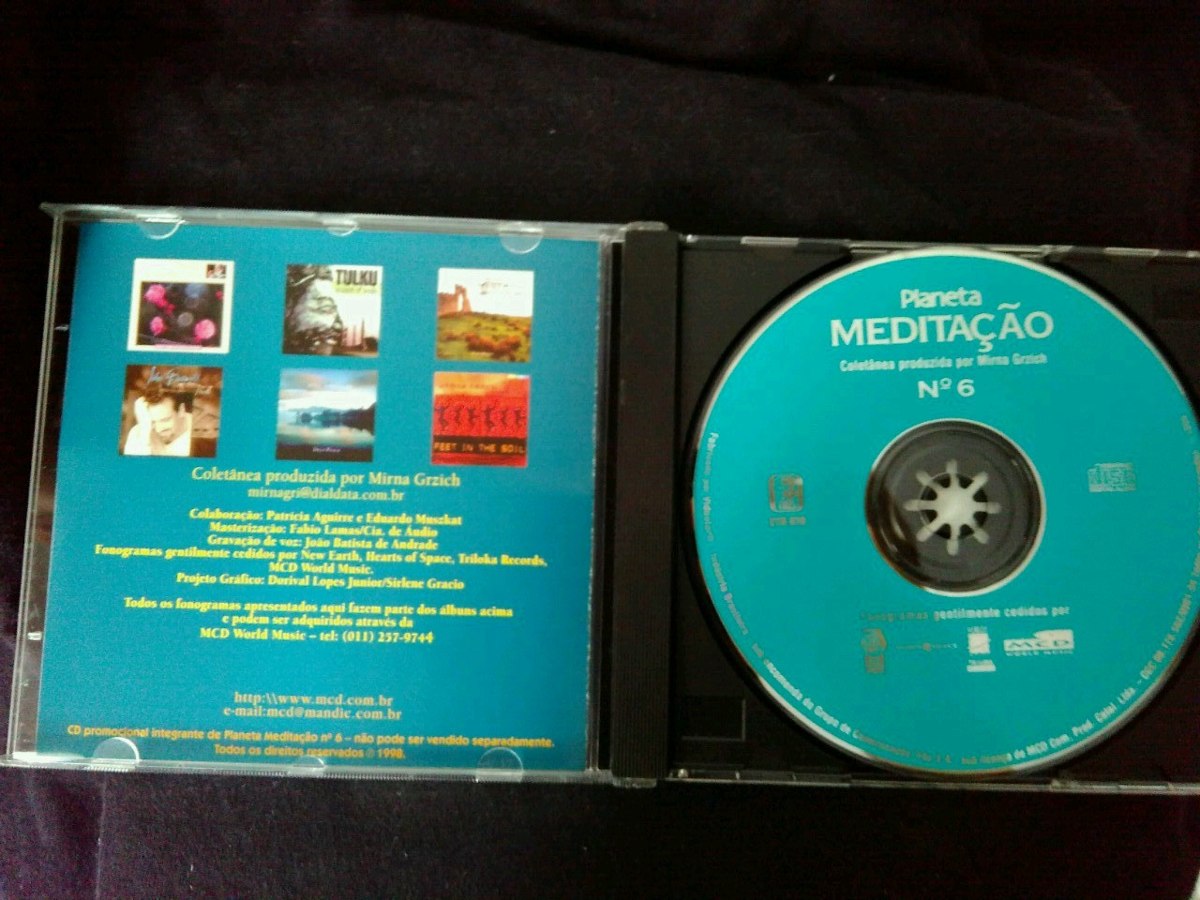 TULKU
FEET IN THE SOIL
Coletânea produzida por Mirna Grzich
mirnagri@dialdata.com.br
Colaboração: Patrícia Aguirre e Eduardo Muszkat
Masterização: Fabio Lamas/Cia. de Áudio
Gravação de voz: João Batista de Andrade
Fonogramas gentilmente cedidos por New Earth, Hearts of Space, Triloka Records,
MCD World Music.
Projeto Gráfico: Dorival Lopes Junior/Sirlene Gracio
Todos os fonogramas apresentados aqui fazem parte dos álbuns acima
e podem ser adquiridos através da
MCD World Music – tel: (011) 257-9744
http:\\www.mcd.com.br
e-mail:mcd@mandic.com.br
CD promocional integrante de Planeta Meditação nº 6 – não pode ser vendido separadamente.
Todos os direitos reservados © 1998.
Planeta
MEDITAÇÃO
Coletânea produzida por Mirna Grzich
Nº 6
Fonogramas gentilmente cedidos por
MCD
WORLD MUSIC